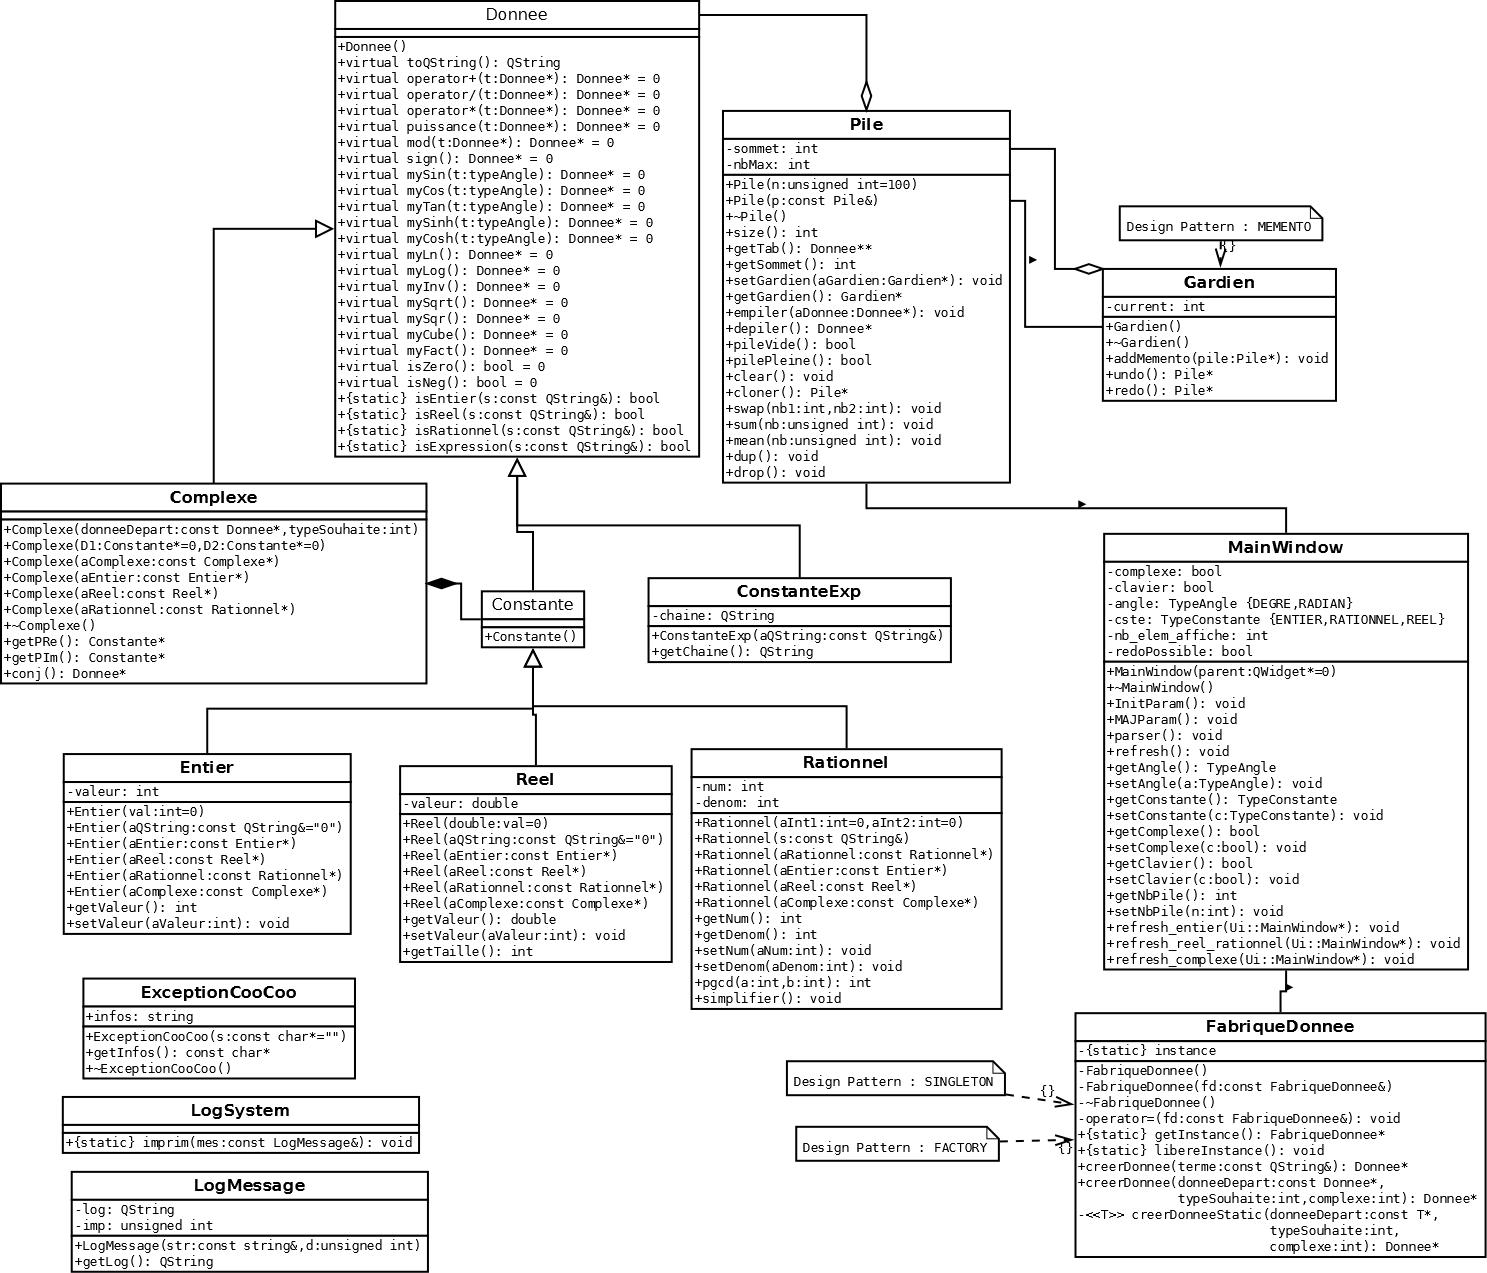 Donnee
+Donnee()
+virtual toQString(): QString
+virtual operator+(t:Donnee*): Donnee* = 0
+virtual operator/(t:Donnee*): Donnee* = 0
+virtual operator*(t:Donnee*): Donnee* = 0
+virtual puissance(t:Donnee*): Donnee* = 0
+virtual mod(t:Donnee*): Donnee* = 0
+virtual sign(): Donnee* = 0
+virtual mySin(t:typeAngle): Donnee* = 0
+virtual myCos(t:typeAngle): Donnee* = 0
+virtual myTan(t:typeAngle): Donnee* = 0
+virtual mySinh(t:typeAngle): Donnee* = 0
+virtual myCosh(t:typeAngle): Donnee* = 0
+virtual myLn(): Donnee* = 0
+virtual myLog(): Donnee* = 0
+virtual myInv(): Donnee* = 0
+virtual mySqrt(): Donnee* = 0
+virtual mySqr(): Donnee* = 0
+virtual myCube(): Donnee* = 0
+virtual myFact(): Donnee* = 0
+virtual isZero(): bool = 0
+virtual isNeg(): bool = 0
+{static} isEntier(s:const QString&): bool
+{static} isReel(s:const QString&): bool
+{static} isRationnel(s:const QString&): bool
+{static} isExpression(s:const QString&): bool
Pile
-sommet: int
-nbMax: int
+Pile(n:unsigned int=100)
+Pile(p:const Pile&)
+~Pile()
+size(): int
+getTab(): Donnee**
+getSommet(): int
+setGardien(aGardien:Gardien*): void
+getGardien(): Gardien*
+empiler(aDonnee:Donnee*): void
+depiler(): Donnee*
+pileVide(): bool
+pilePleine(): bool
+clear(): void
+cloner(): Pile*
+swap(nb1:int,nb2:int): void
+sum(nb:unsigned int): void
+mean(nb:unsigned int): void
+dup(): void
+drop(): void
Design Pattern : MEMENTO
{}
Gardien
-current: int
+Gardien()
+~Gardien()
+addMemento(pile:Pile*): void
+undo(): Pile*
+redo(): Pile*
Complexe
+Complexe(donneeDepart:const Donnee*,typeSouhaite:int)
+Complexe(D1:Constante*=0,D2:Constante*=0)
+Complexe(aComplexe:const Complexe*)
+Complexe(aEntier:const Entier*)
+Complexe(aReel:const Reel*)
+Complexe(aRationnel:const Rationnel*)
+~Complexe()
+getPRe(): Constante*
+getPIm(): Constante*
+conj(): Donnee*
Constante
+Constante()
ConstanteExp
-chaine: QString
+ConstanteExp(aQString:const QString&)
+getChaine(): QString
MainWindow
-complexe: bool
-clavier: bool
-angle: TypeAngle {DEGRE,RADIAN}
-cste: TypeConstante {ENTIER,RATIONNEL,REEL}
-nb_elem_affiche: int
-redoPossible: bool
+MainWindow(parent:QWidget*=0)
+~MainWindow()
+InitParam(): void
+MAJParam(): void
+parser(): void
+refresh(): void
+getAngle(): TypeAngle
+setAngle(a:TypeAngle): void
+getConstante(): TypeConstante
+setConstante(c:TypeConstante): void
+getComplexe(): bool
+setComplexe(c:bool): void
+getClavier(): bool
+setClavier(c:bool): void
+getNbPile(): int
+setNbPile(n:int): void
+refresh_entier(Ui::MainWindow*): void
+refresh_reel_rationnel(Ui::MainWindow*): void
+refresh_complexe(Ui::MainWindow*): void
Entier
-valeur: int
+Entier(val:int=0)
+Entier(aQString:const QString&="0")
+Entier(aEntier:const Entier*)
+Entier(aReel:const Reel*)
+Entier(aRationnel:const Rationnel*)
+Entier(aComplexe:const Complexe*)
+getValeur(): int
+setValeur(aValeur:int): void
Reel
-valeur: double
+Reel(double:val=0)
+Reel(aQString:const QString&="0")
+Reel(aEntier:const Entier*)
+Reel(aReel:const Reel*)
+Reel(aRationnel:const Rationnel*)
+Reel(aComplexe:const Complexe*)
+getValeur(): double
+setValeur(aValeur:int): void
+getTaille(): int
Rationnel
-num: int
-denom: int
+Rationnel(aInt1:int=0,aInt2:int=0)
+Rationnel(s:const QString&)
+Rationnel(aRationnel:const Rationnel*)
+Rationnel(aEntier:const Entier*)
+Rationnel(aReel:const Reel*)
+Rationnel(aComplexe:const Complexe*)
+getNum(): int
+getDenom(): int
+setNum(aNum:int): void
+setDenom(aDenom:int): void
+pgcd(a:int,b:int): int
+simplifier(): void
ExceptionCooCoo
+infos: string
+ExceptionCooCoo(s:const char*="")
+getInfos(): const char*
+~ExceptionCooCoo()
LogSystem
+{static} imprim(mes:const LogMessage&): void
LogMessage
-log: QString
-imp: unsigned int
+LogMessage(str:const string&,d:unsigned int)
+getLog(): QString
Design Pattern : SINGLETON
{}
Design Pattern : FACTORY
{}
FabriqueDonnee
-{static} instance
-FabriqueDonnee()
-FabriqueDonnee(fd:const FabriqueDonnee&)
-~FabriqueDonnee()
-operator=(fd:const FabriqueDonnee&): void
+{static} getInstance(): FabriqueDonnee*
+{static} libereInstance(): void
+creerDonnee(terme:const QString&): Donnee*
+creerDonnee(donneeDepart:const Donnee*,
typeSouhaite:int,complexe:int): Donnee*
-<<T>> creerDonneeStatic(donneeDepart:const T*,
typeSouhaite:int,
complexe:int): Donnee*